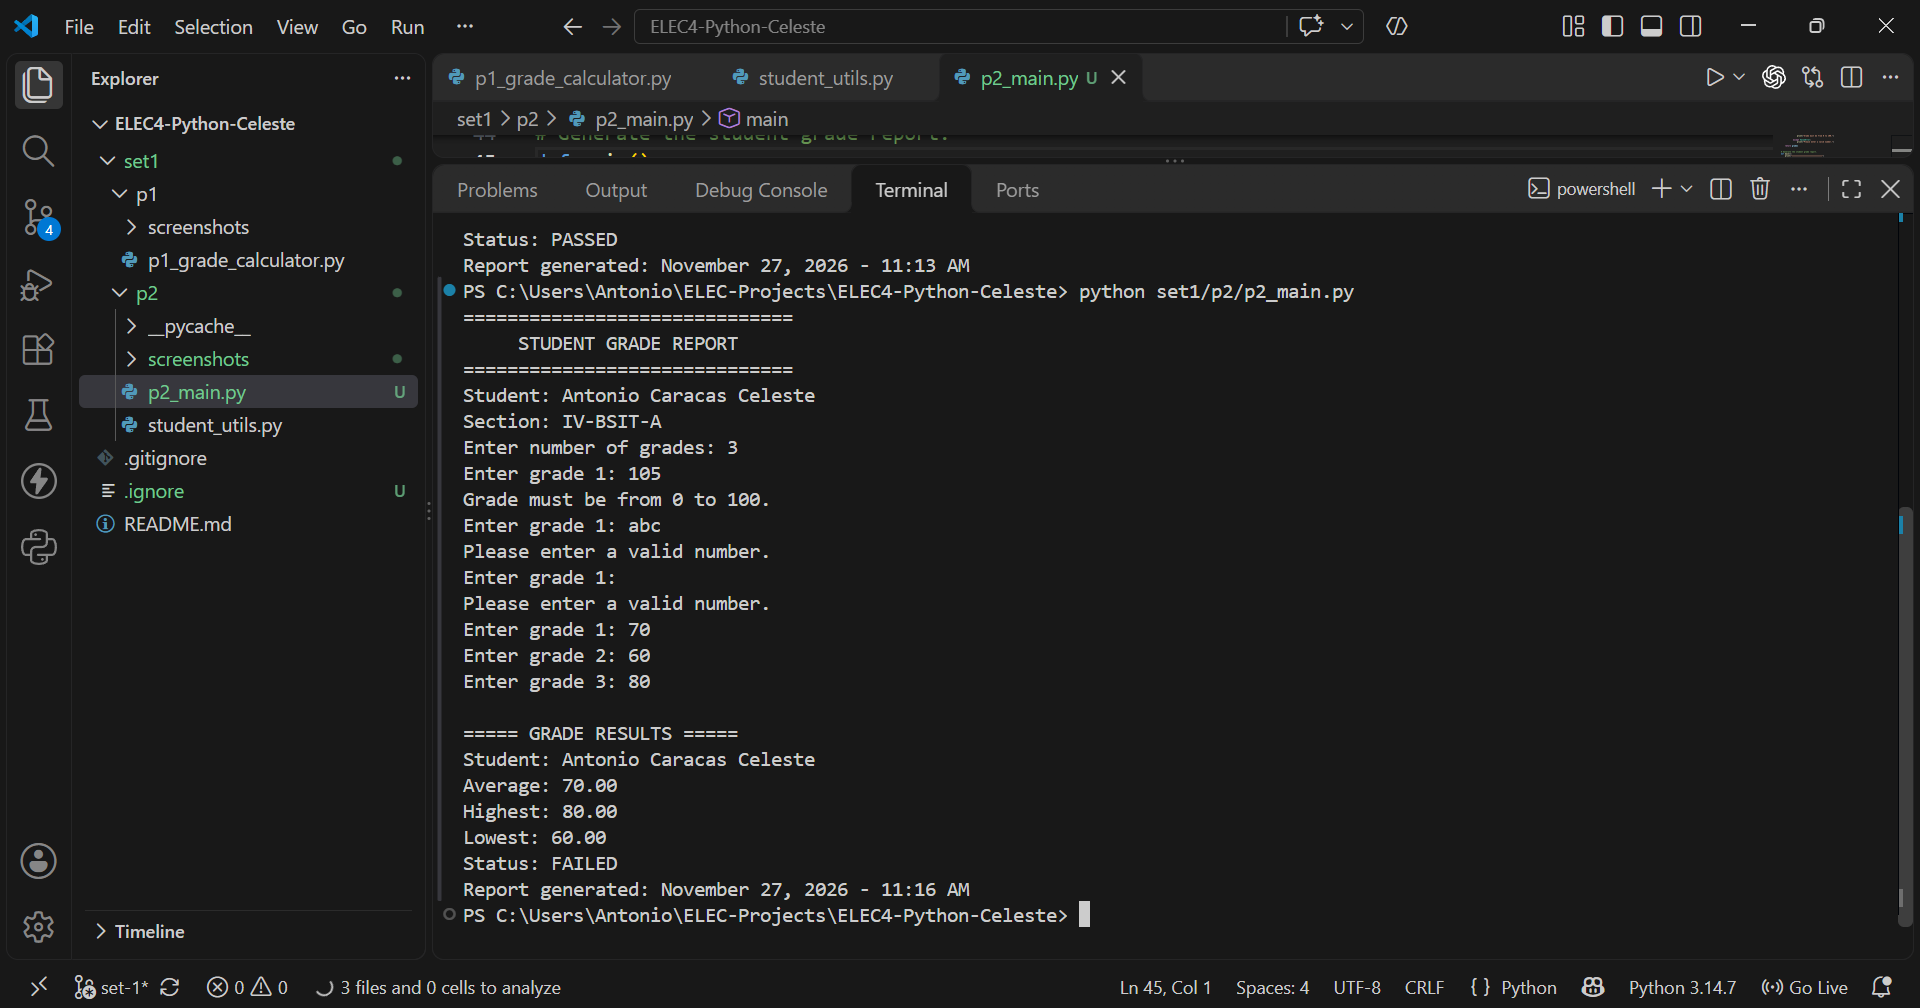 File Edit Selection View Go Run ELEC4-Python-Celeste
Explorer
ELEC4-Python-Celeste
set1
p1
screenshots
p1_grade_calculator.py
p2
__pycache__
screenshots
p2_main.py U
student_utils.py
.gitignore
.ignore U
README.md
Timeline
4
p1_grade_calculator.py student_utils.py p2_main.py U
set1 p2 p2_main.py main
44 # Generate the student grade report.
Problems Output Debug Console Terminal Ports powershell
Status: PASSED
Report generated: November 27, 2026 - 11:13 AM
PS C:\Users\Antonio\ELEC-Projects\ELEC4-Python-Celeste> python set1/p2/p2_main.py
==============================
STUDENT GRADE REPORT
==============================
Student: Antonio Caracas Celeste
Section: IV-BSIT-A
Enter number of grades: 3
Enter grade 1: 105
Grade must be from 0 to 100.
Enter grade 1: abc
Please enter a valid number.
Enter grade 1:
Please enter a valid number.
Enter grade 1: 70
Enter grade 2: 60
Enter grade 3: 80
===== GRADE RESULTS =====
Student: Antonio Caracas Celeste
Average: 70.00
Highest: 80.00
Lowest: 60.00
Status: FAILED
Report generated: November 27, 2026 - 11:16 AM
PS C:\Users\Antonio\ELEC-Projects\ELEC4-Python-Celeste>
set-1* 0 0 3 files and 0 cells to analyze Ln 45, Col 1 Spaces: 4 UTF-8 CRLF { } Python Python 3.14.7 Go Live